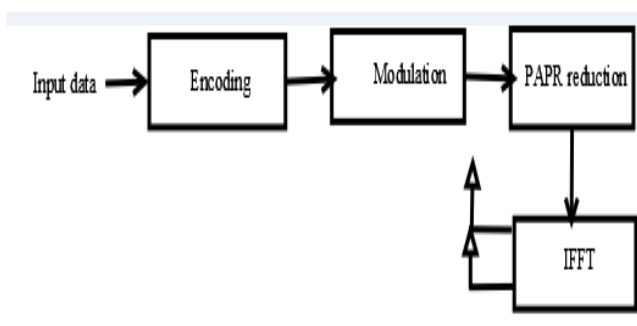 Input data
Encoding
Modulation
PAPR reduction
IFFT